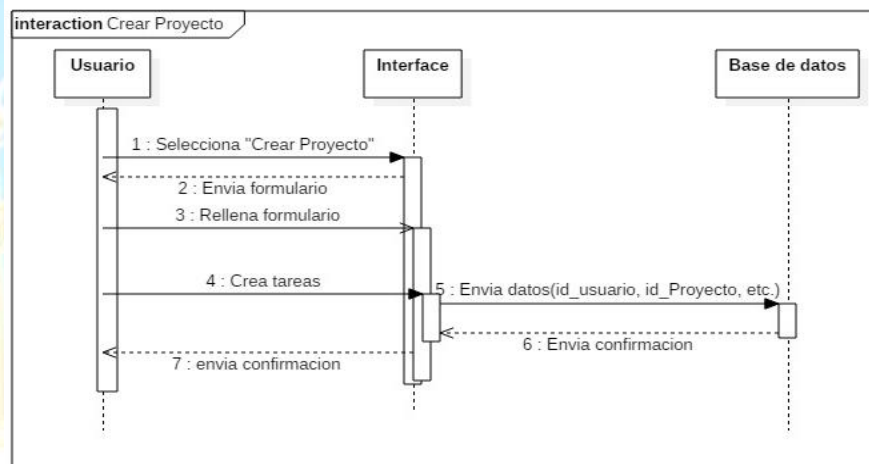 interaction Crear Proyecto
Usuario
Interface
Base de datos
1 : Selecciona "Crear Proyecto"
2 : Envia formulario
3 : Rellena formulario
4 : Crea tareas
5 : Envia datos(id_usuario, id_Proyecto, etc.)
6 : Envia confirmacion
7 : envia confirmacion